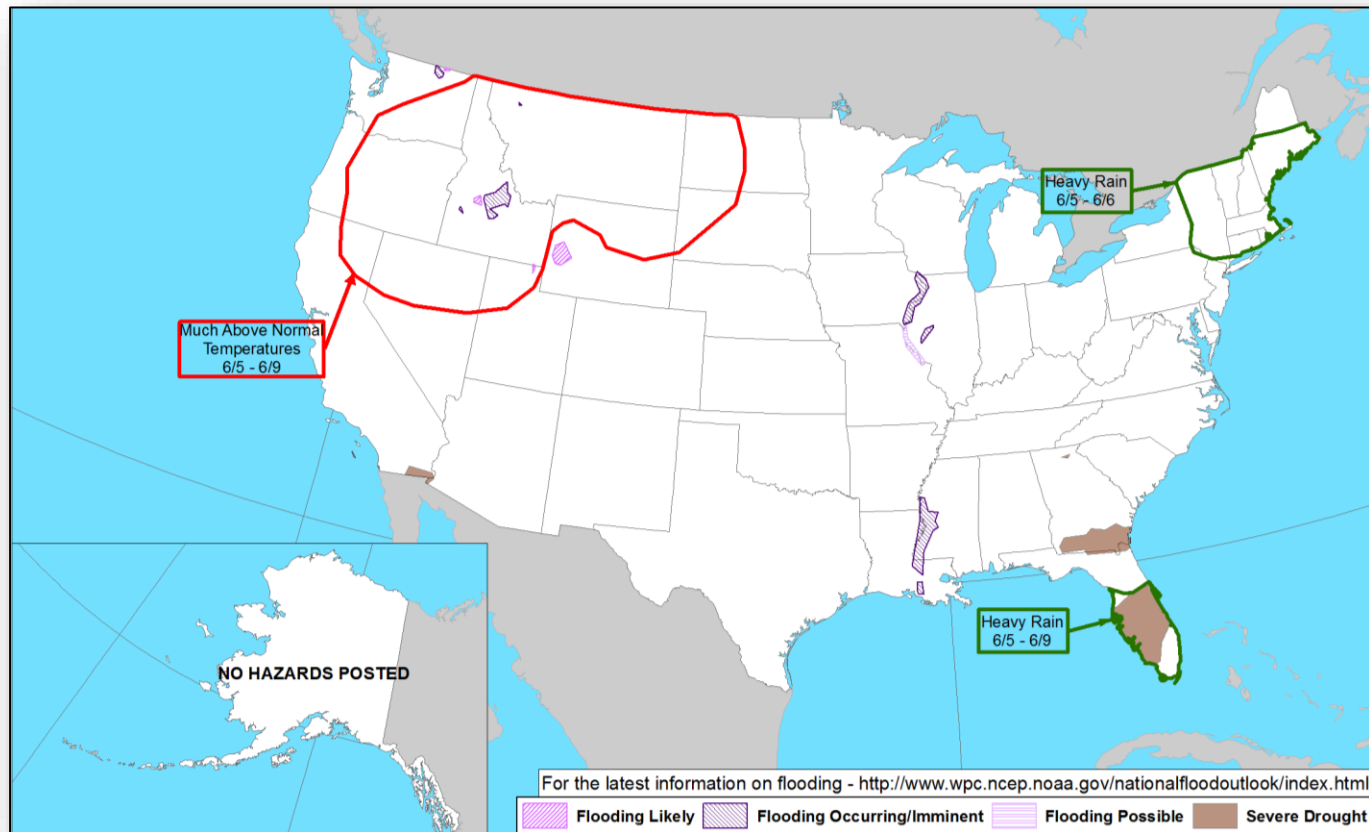 Heavy Rain
6/5 - 6/6
Much Above Normal
Temperatures
6/5 - 6/9
Heavy Rain
6/5 - 6/9
NO HAZARDS POSTED
For the latest information on flooding - http://www.wpc.ncep.noaa.gov/nationalfloodoutlook/index.html
Flooding Likely
Flooding Occurring/Imminent
Flooding Possible
Severe Drought